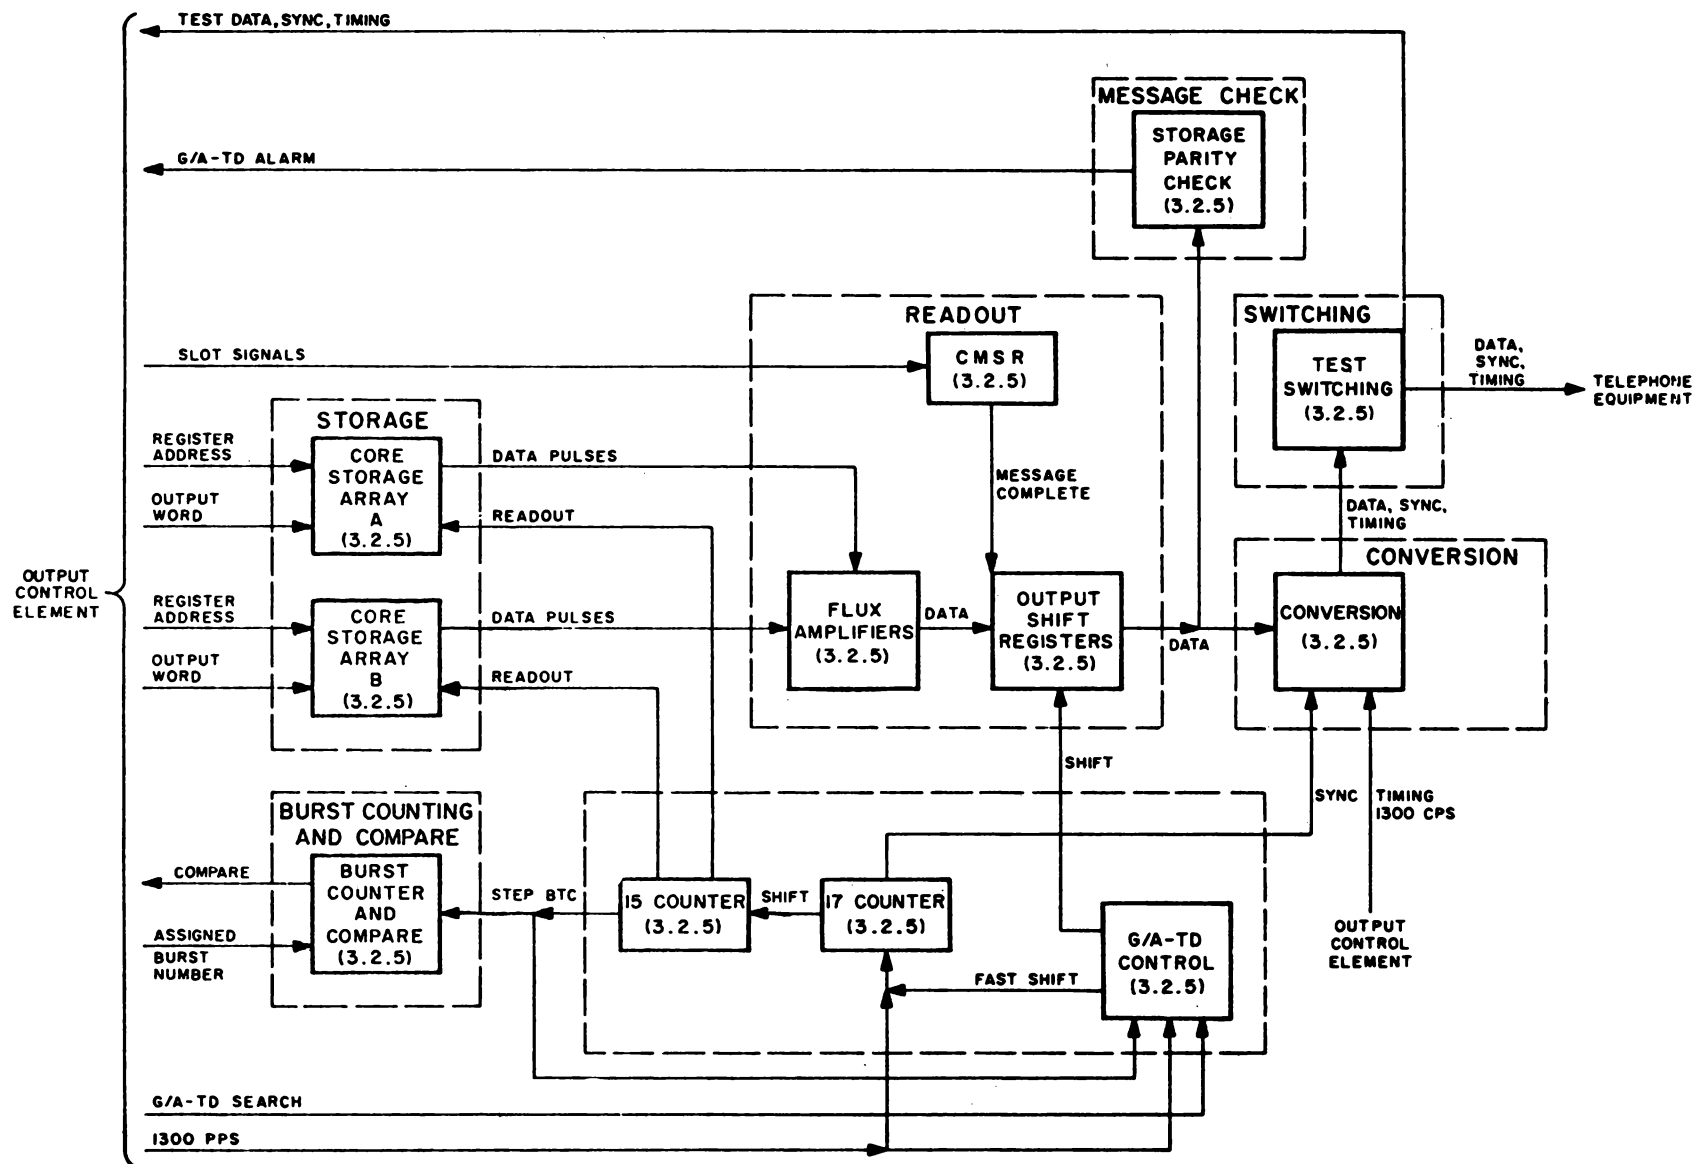 TEST DATA, SYNC, TIMING
MESSAGE CHECK
STORAGE
PARITY
CHECK
(3.2.5)
G/A-TD ALARM
READOUT
CMSR
(3.2.5)
SLOT SIGNALS
SWITCHING
TEST
SWITCHING
(3.2.5)
DATA,
SYNC,
TIMING
TELEPHONE
EQUIPMENT
STORAGE
REGISTER
ADDRESS
CORE
STORAGE
ARRAY
A
(3.2.5)
DATA PULSES
OUTPUT
WORD
READOUT
MESSAGE
COMPLETE
DATA, SYNC,
TIMING
CONVERSION
OUTPUT
CONTROL
ELEMENT
REGISTER
ADDRESS
CORE
STORAGE
ARRAY
B
(3.2.5)
DATA PULSES
OUTPUT
WORD
READOUT
FLUX
AMPLIFIERS
(3.2.5)
DATA
OUTPUT
SHIFT
REGISTERS
(3.2.5)
DATA
CONVERSION
(3.2.5)
SHIFT
SYNC
TIMING
1300 CPS
BURST COUNTING
AND COMPARE
COMPARE
BURST
COUNTER
AND
COMPARE
(3.2.5)
ASSIGNED
BURST
NUMBER
STEP BTC
15 COUNTER
(3.2.5)
SHIFT
17 COUNTER
(3.2.5)
G/A-TD
CONTROL
(3.2.5)
FAST SHIFT
OUTPUT
CONTROL
ELEMENT
G/A-TD SEARCH
1300 PPS